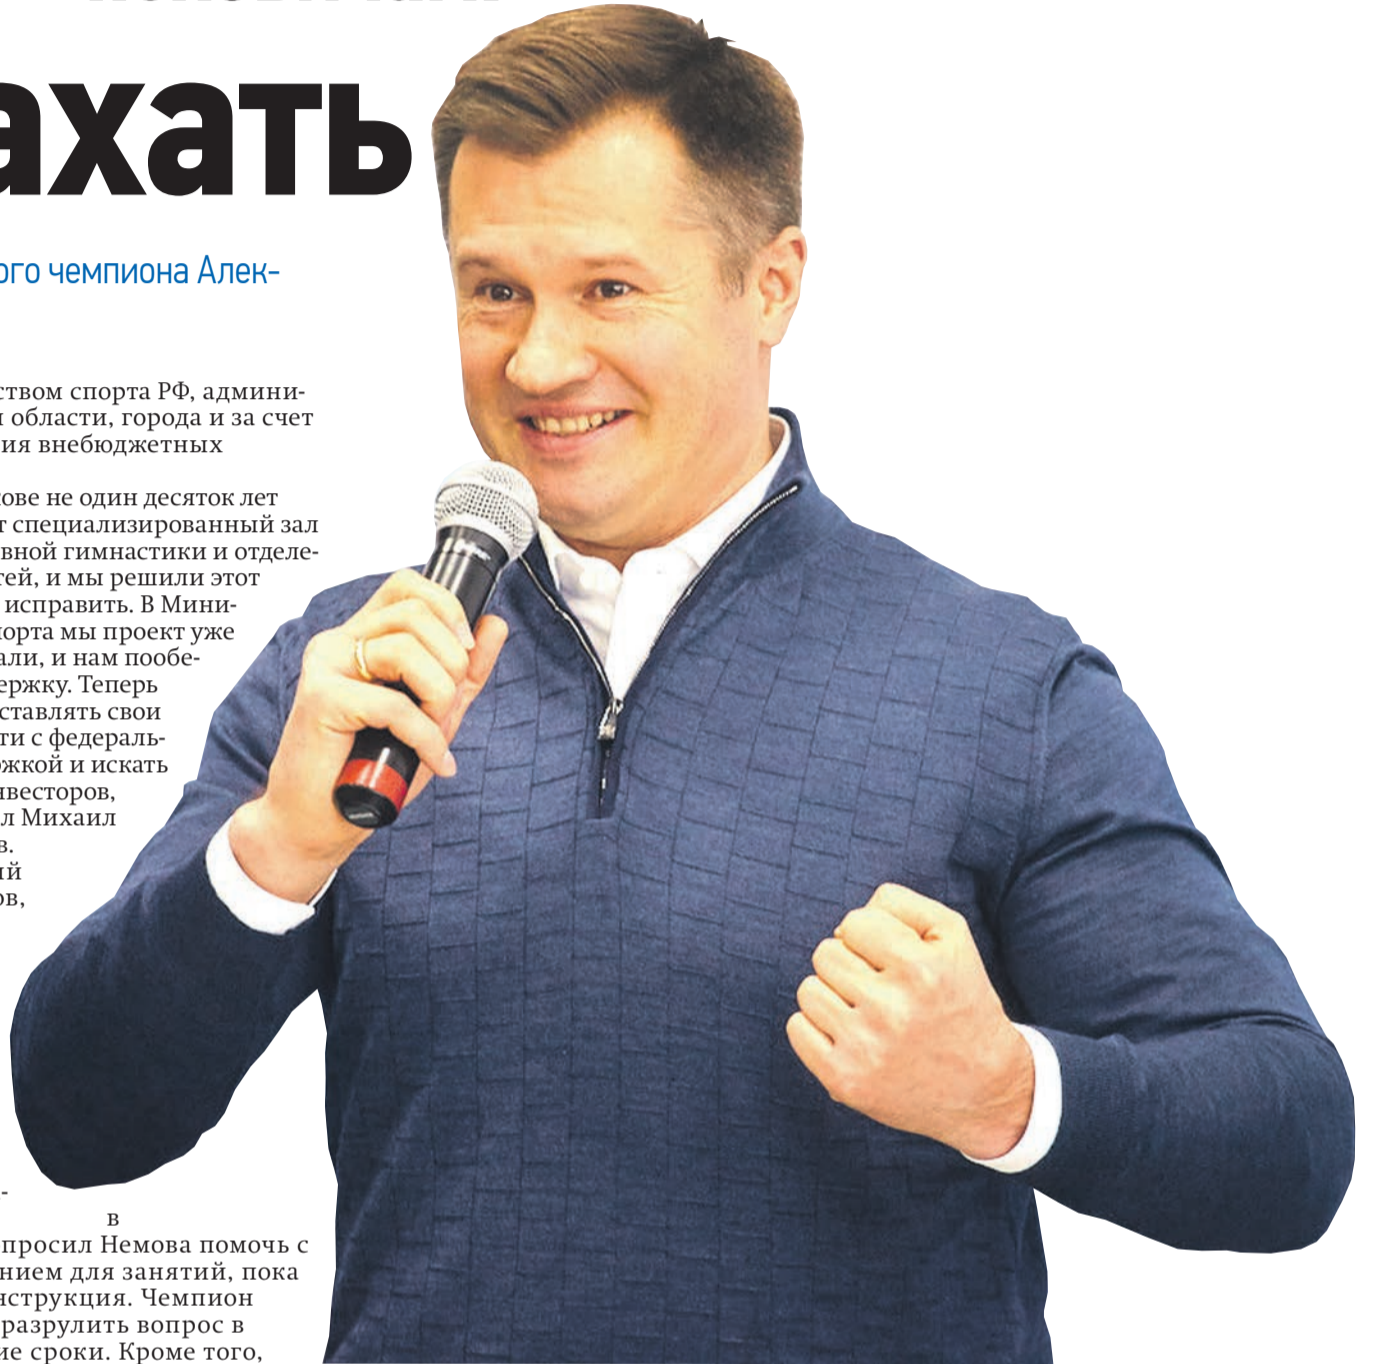 ахать
ого чемпиона Алек-
ством спорта РФ, админи-
и области, города и за счет
ия внебюджетных
ове не один десяток лет
т специализированный зал
вной гимнастики и отделе-
тей, и мы решили этот
исправить. В Мини-
порта мы проект уже
али, и нам пообе-
ержку. Теперь
ставлять свои
ти с федераль-
жкой и искать
нвесторов,
л Михаил
в.
ий
ов,
-
в
просил Немова помочь с
нием для занятий, пока
нструкция. Чемпион
разрулить вопрос в
ие сроки. Кроме того,